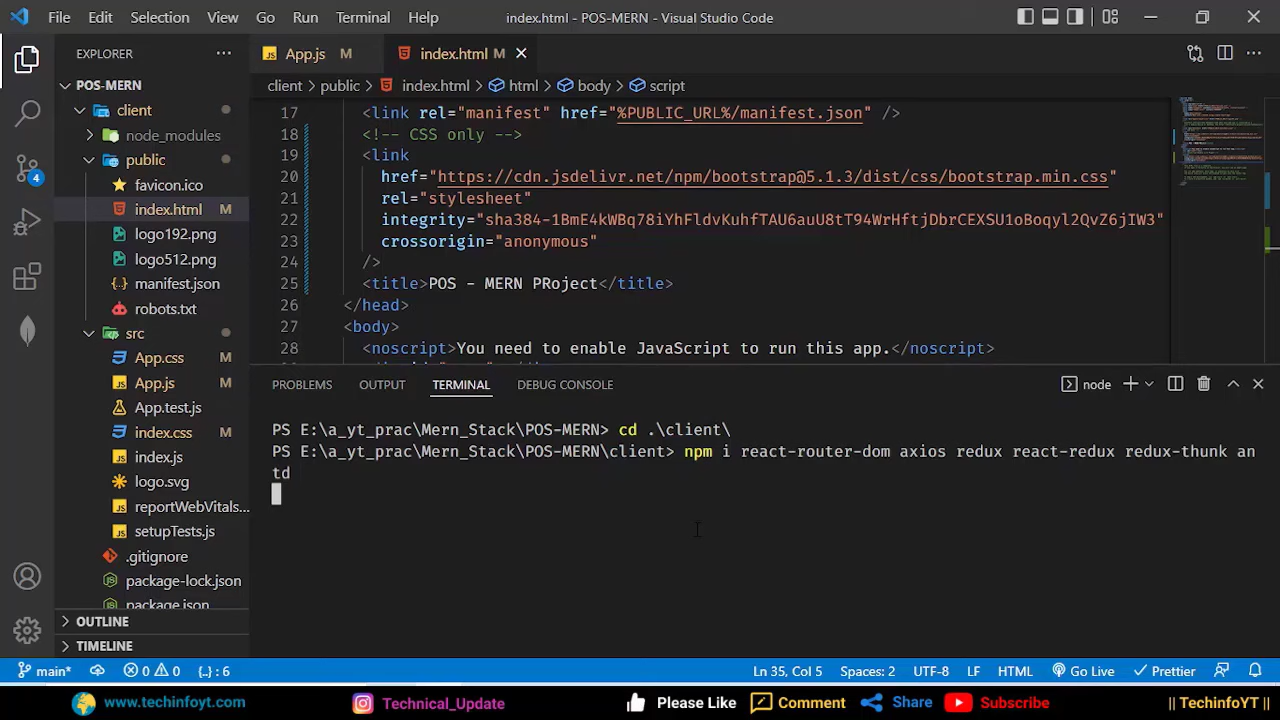 File Edit Selection View Go Run Terminal Help index.html - POS-MERN - Visual Studio Code
EXPLORER
POS-MERN
client
node_modules
public
favicon.ico
index.html M
logo192.png
logo512.png
manifest.json
robots.txt
src
App.css M
App.js M
App.test.js
index.css M
index.js
logo.svg
reportWebVitals...
setupTests.js
.gitignore
package-lock.json
package.json
OUTLINE
TIMELINE
4
App.js M index.html M
client > public > index.html > html > body > script
17 <link rel="manifest" href="%PUBLIC_URL%/manifest.json" />
18 <!-- CSS only -->
19 <link
20 href="https://cdn.jsdelivr.net/npm/bootstrap@5.1.3/dist/css/bootstrap.min.css"
21 rel="stylesheet"
22 integrity="sha384-1BmE4kWBq78iYhFldvKuhfTAU6auU8tT94WrHftjDbrCEXSU1oBoqyl2QvZ6jIW3"
23 crossorigin="anonymous"
24 />
25 <title>POS - MERN PRoject</title>
26 </head>
27 <body>
28 <noscript>You need to enable JavaScript to run this app.</noscript>
PROBLEMS OUTPUT TERMINAL DEBUG CONSOLE node
PS E:\a_yt_prac\Mern_Stack\POS-MERN> cd .\client\
PS E:\a_yt_prac\Mern_Stack\POS-MERN\client> npm i react-router-dom axios redux react-redux redux-thunk an
td
main* 0 0 {..} : 6 Ln 35, Col 5 Spaces: 2 UTF-8 LF HTML Go Live Prettier
www.techinfoyt.com Technical_Update Please Like Comment Share Subscribe || TechinfoYT ||